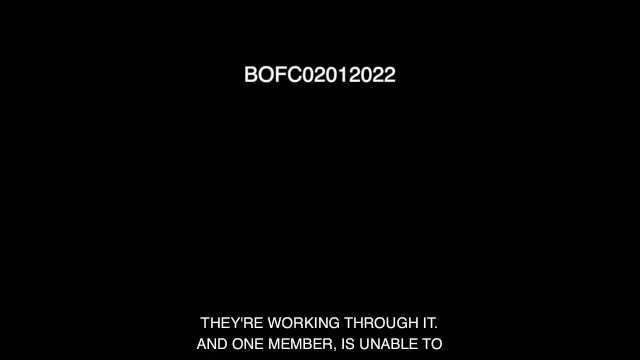 BOFC02012022
THEY'RE WORKING THROUGH IT.
AND ONE MEMBER, IS UNABLE TO